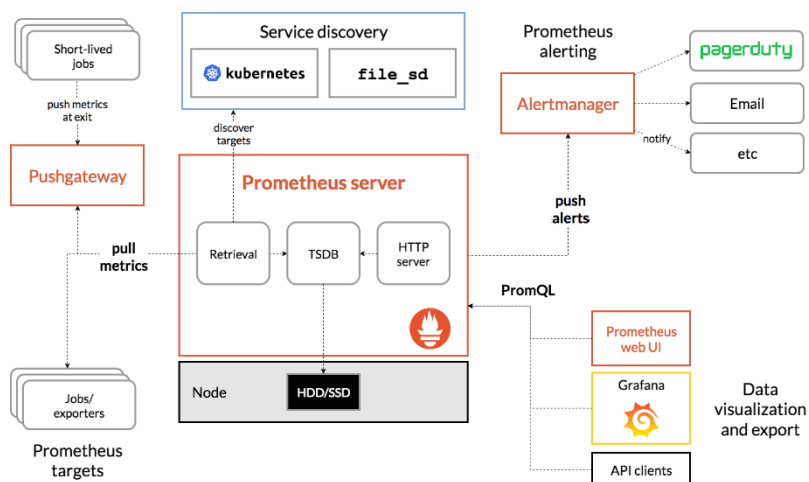 Short-lived
jobs
push metrics
at exit
Pushgateway
pull
metrics
Jobs/
exporters
Prometheus
targets
Service discovery
kubernetes
file_sd
discover
targets
Prometheus server
Retrieval
TSDB
HTTP
server
Node
HDD/SSD
Prometheus
alerting
Alertmanager
push
alerts
notify
pagerduty
Email
etc
PromQL
Prometheus
web UI
Grafana
API clients
Data
visualization
and export